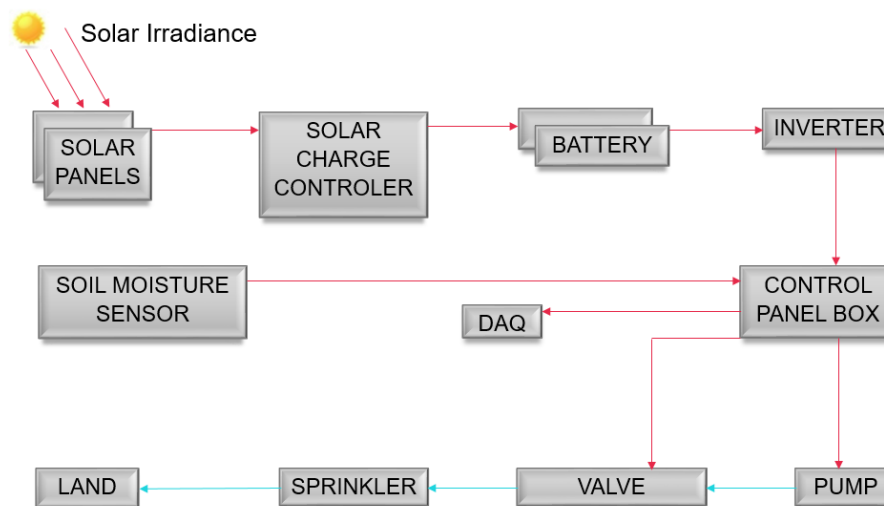 Solar Irradiance
SOLAR
PANELS
SOLAR
CHARGE
CONTROLER
BATTERY
INVERTER
SOIL MOISTURE
SENSOR
DAQ
CONTROL
PANEL BOX
LAND
SPRINKLER
VALVE
PUMP